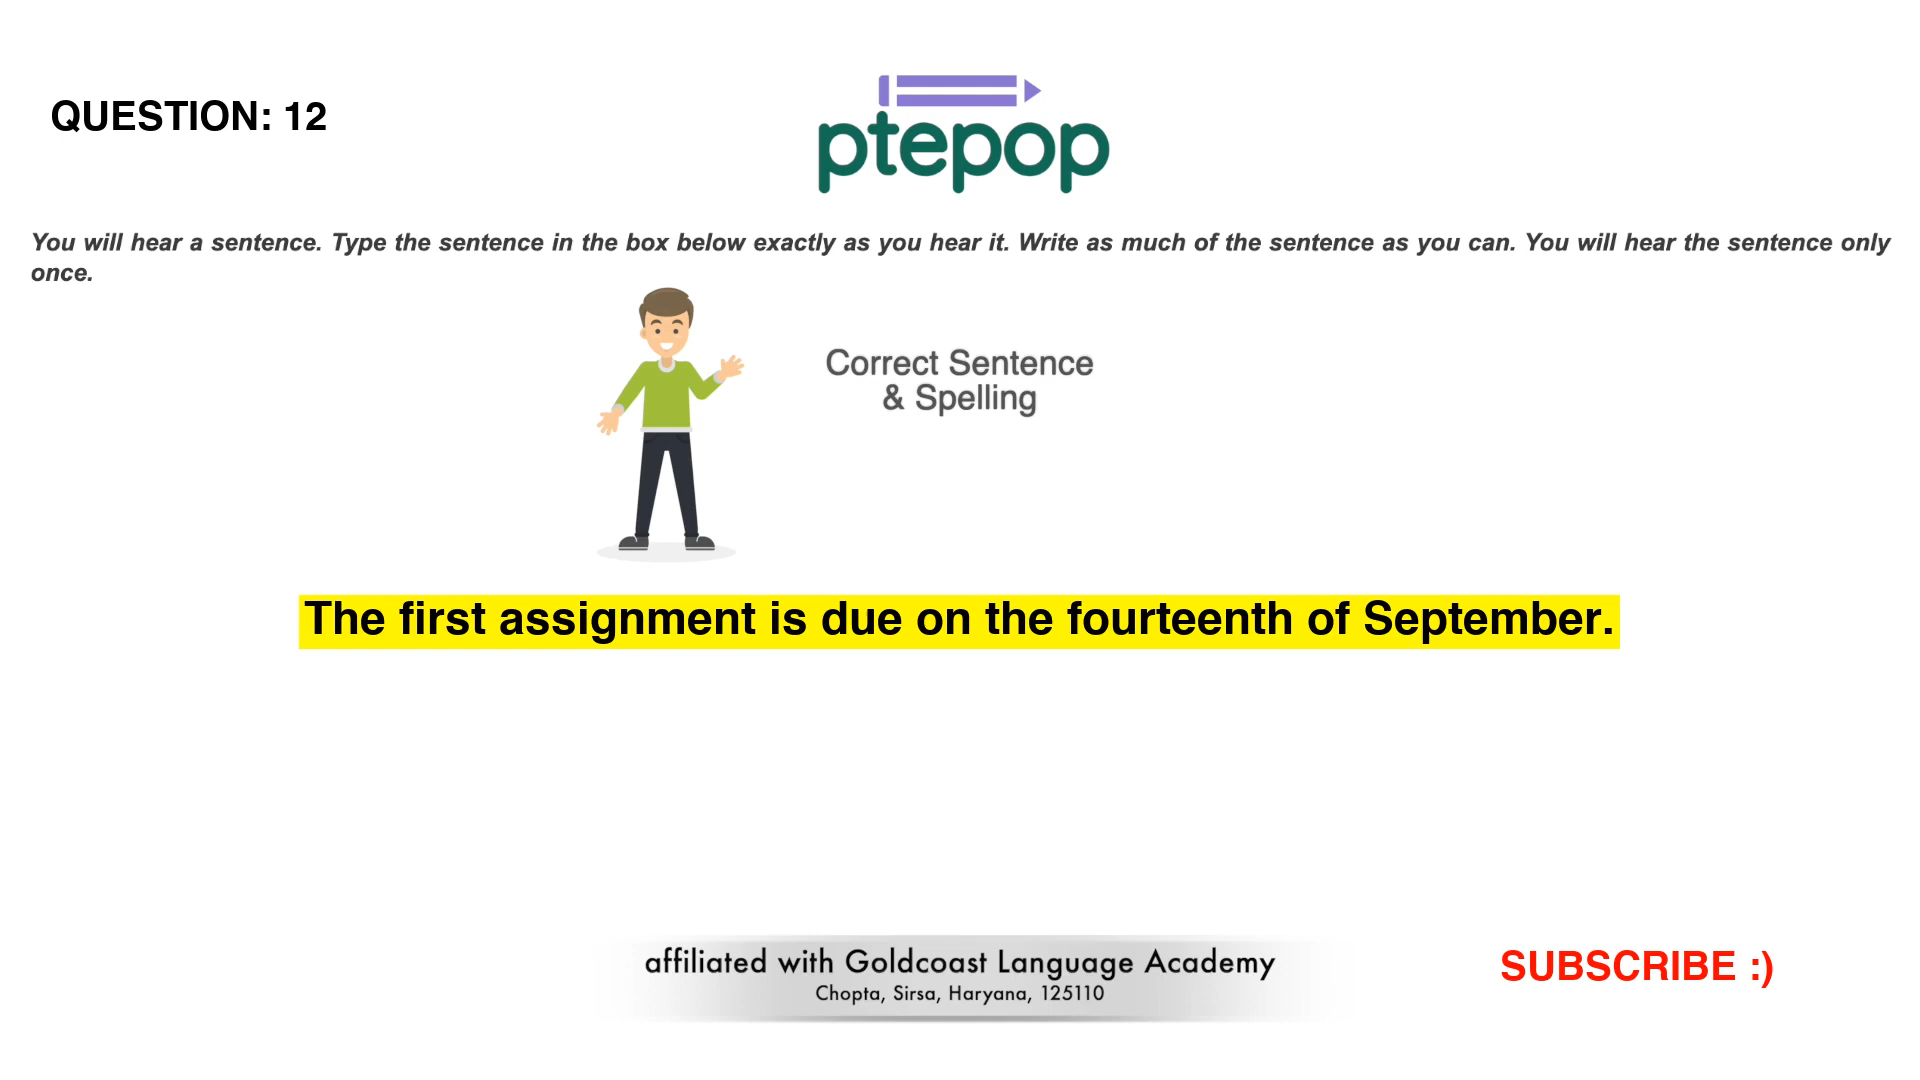 QUESTION: 12
ptepop
You will hear a sentence. Type the sentence in the box below exactly as you hear it. Write as much of the sentence as you can. You will hear the sentence only
once.
Correct Sentence
& Spelling
The first assignment is due on the fourteenth of September.
affiliated with Goldcoast Language Academy
Chopta, Sirsa, Haryana, 125110
SUBSCRIBE :)